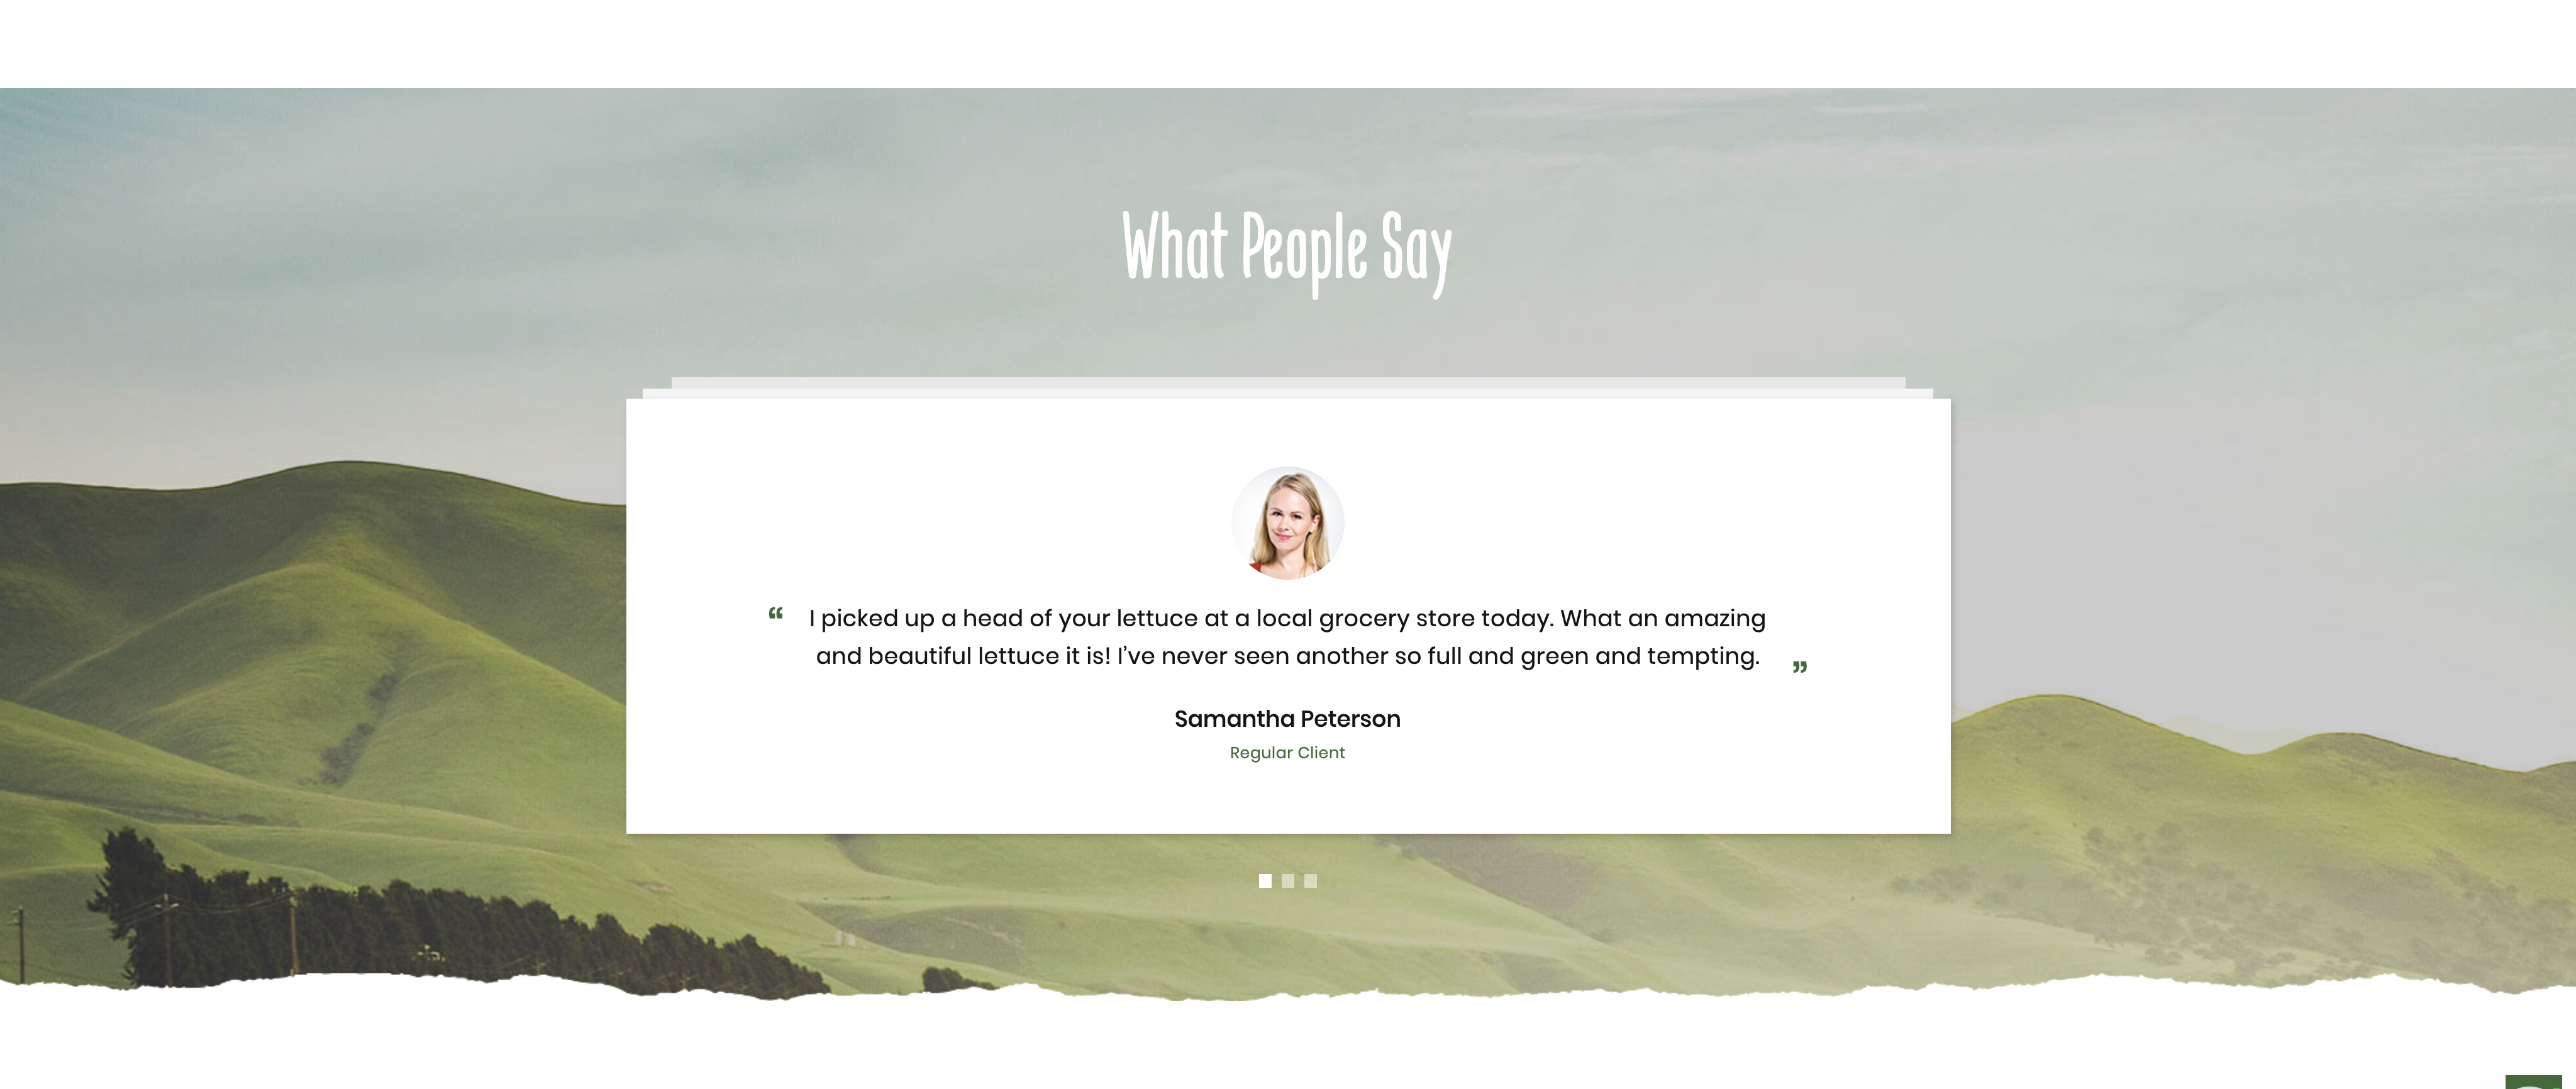 What People Say
“ I picked up a head of your lettuce at a local grocery store today. What an amazing
and beautiful lettuce it is! I’ve never seen another so full and green and tempting. ”
Samantha Peterson
Regular Client